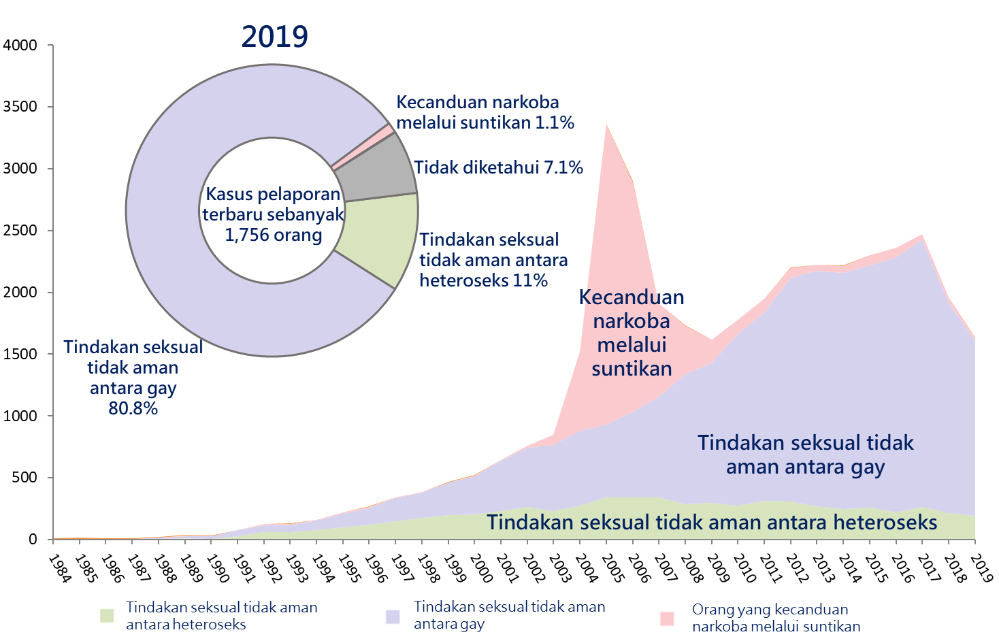 2019
4000
3500
3000
2500
2000
1500
1000
500
0
Kecanduan narkoba
melalui suntikan 1.1%
Tidak diketahui 7.1%
Kasus pelaporan
terbaru sebanyak
1,756 orang
Tindakan seksual
tidak aman antara
heteroseks 11%
Tindakan seksual
tidak aman
antara gay
80.8%
Kecanduan
narkoba
melalui
suntikan
Tindakan seksual tidak
aman antara gay
Tindakan seksual tidak aman antara heteroseks
1984 1985 1986 1987 1988 1989 1990 1991 1992 1993 1994 1995 1996 1997 1998 1999 2000 2001 2002 2003 2004 2005 2006 2007 2008 2009 2010 2011 2012 2013 2014 2015 2016 2017 2018 2019
Tindakan seksual tidak aman
antara heteroseks
Tindakan seksual tidak aman
antara gay
Orang yang kecanduan
narkoba melalui suntikan